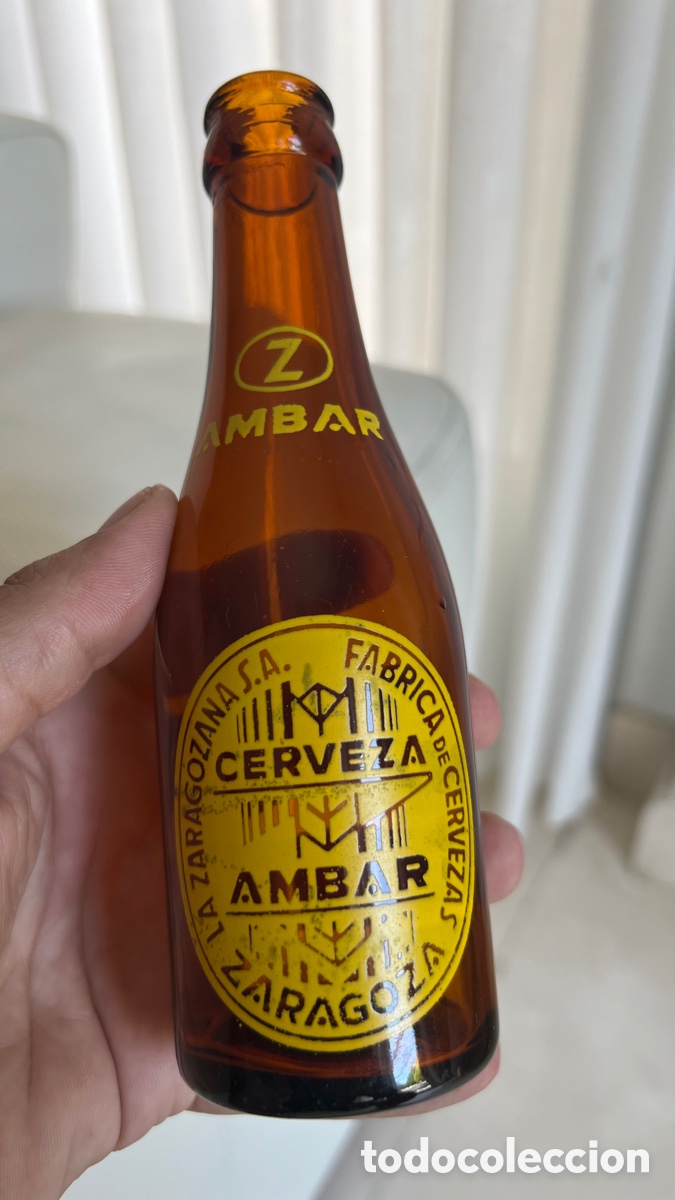 Z
AMBAR
LA ZARAGOZANA S.A. FABRICA DE CERVEZAS
CERVEZA
AMBAR
ZARAGOZA
todocoleccion